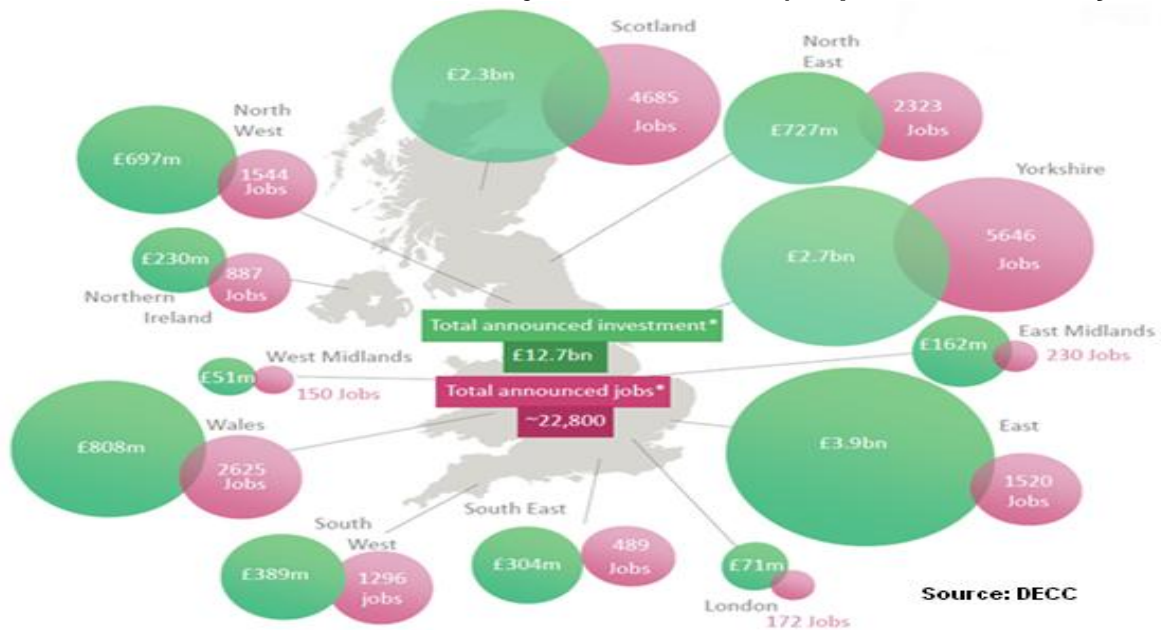 Scotland
£2.3bn
4685
Jobs
North
East
£727m
2323
Jobs
North
West
£697m
1544
Jobs
Yorkshire
£2.7bn
5646
Jobs
£230m
887
Jobs
Northern
Ireland
Total announced investment*
£12.7bn
Total announced jobs*
~22,800
East Midlands
£162m
230 Jobs
West Midlands
£51m
150 Jobs
Wales
£808m
2625
Jobs
East
£3.9bn
1520
Jobs
South
West
£389m
1296
jobs
South East
£304m
489
Jobs
£71m
London
172 Jobs
Source: DECC